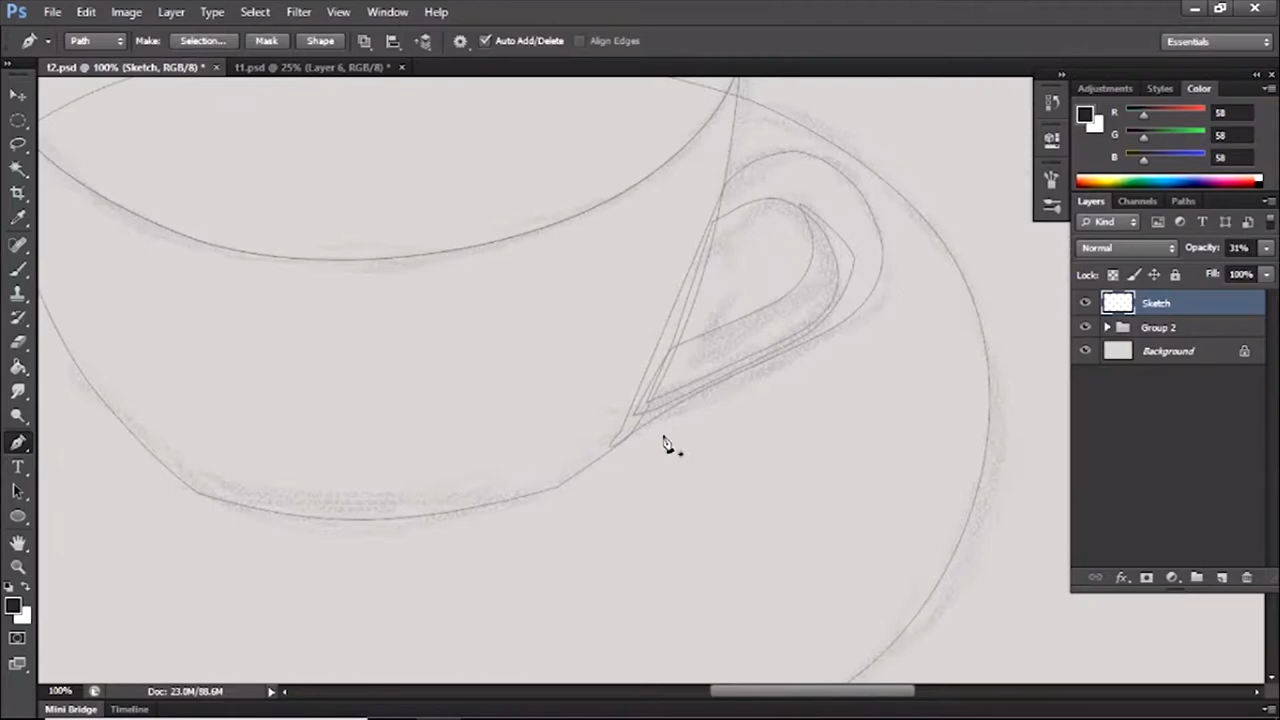 Ps File Edit Image Layer Type Select Filter View Window Help
Path Make: Selection... Mask Shape Auto Add/Delete Align Edges Essentials
t2.psd @ 100% (Sketch, RGB/8) * × t1.psd @ 25% (Layer 6, RGB/8) * ×
Adjustments Styles Color
R 58
G 58
B 58
Layers Channels Paths
Kind
Normal Opacity: 31%
Lock: Fill: 100%
Sketch
Group 2
Background
100% Doc: 23.0M/88.6M
Mini Bridge Timeline